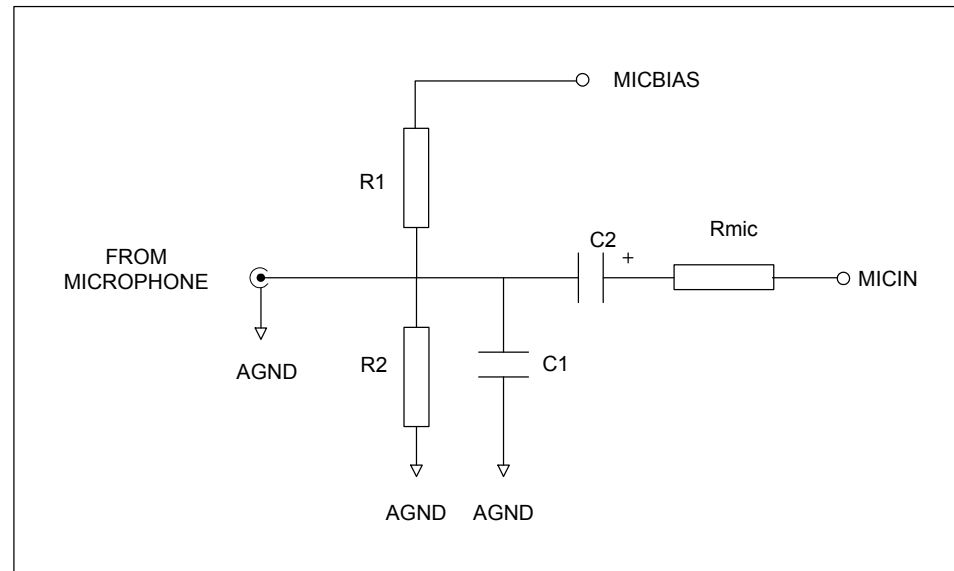 MICBIAS
R1
C2
+
Rmic
FROM
MICROPHONE
MICIN
AGND
R2
C1
AGND
AGND